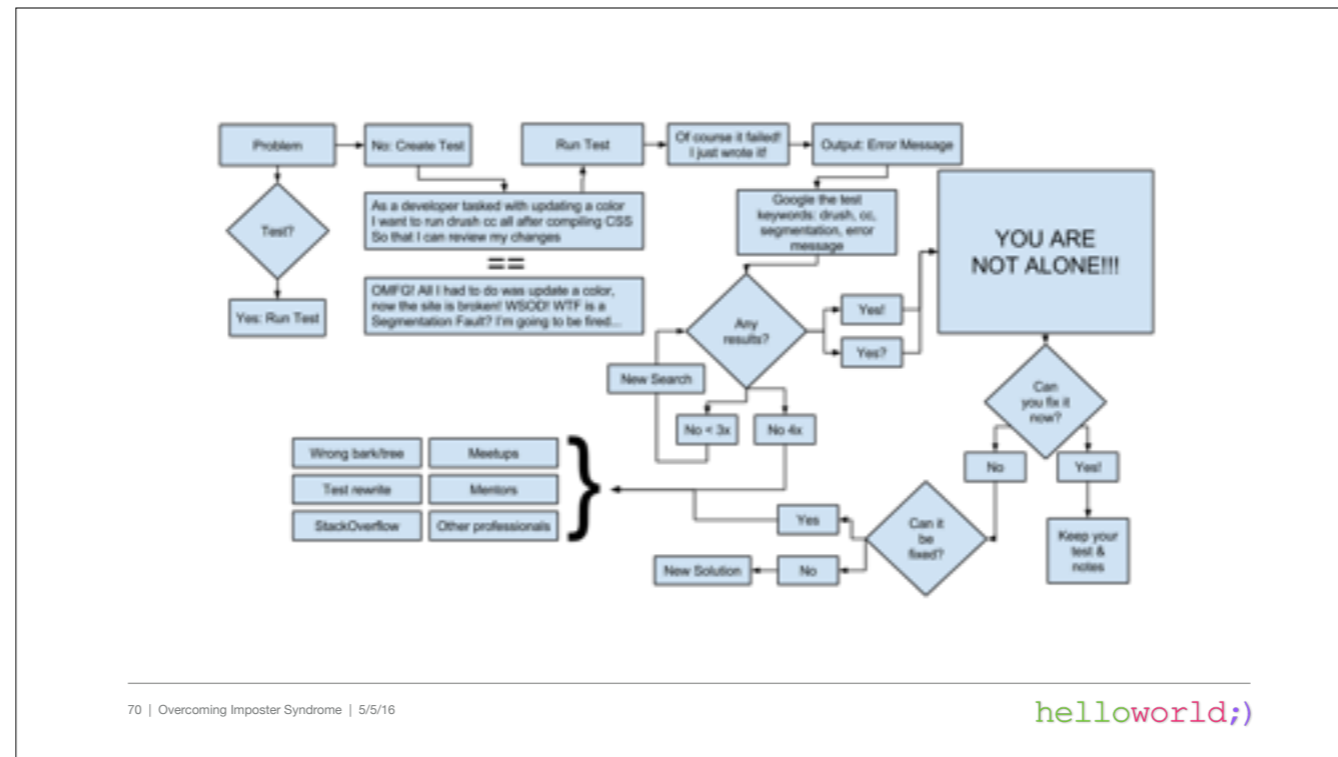 Problem
No: Create Test
Run Test
Of course it failed!
I just wrote it!
Output: Error Message
Test?
Yes: Run Test
As a developer tasked with updating a color
I want to run drush cc all after compiling CSS
So that I can review my changes
==
OMFG! All I had to do was update a color,
now the site is broken! WSOD! WTF is a
Segmentation Fault? I'm going to be fired...
Google the test
keywords: drush, cc,
segmentation, error
message
Any
results?
Yes!
Yes?
YOU ARE
NOT ALONE!!!
New Search
No < 3x
No 4x
Can
you fix it
now?
No
Yes!
Keep your
test &
notes
Can it
be
fixed?
Yes
No
New Solution
Wrong bark/tree
Meetups
Test rewrite
Mentors
StackOverflow
Other professionals
}
70 | Overcoming Imposter Syndrome | 5/5/16
helloworld;)